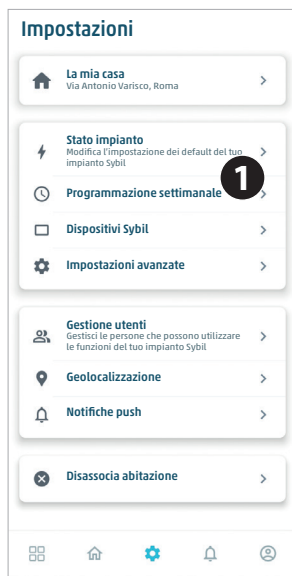 Impostazioni
La mia casa
Via Antonio Varisco, Roma
Stato impianto
Modifica l'impostazione dei default del tuo
impianto Sybil
1
Programmazione settimanale
Dispositivi Sybil
Impostazioni avanzate
Gestione utenti
Gestisci le persone che possono utilizzare
le funzioni del tuo impianto Sybil
Geolocalizzazione
Notifiche push
Disassocia abitazione